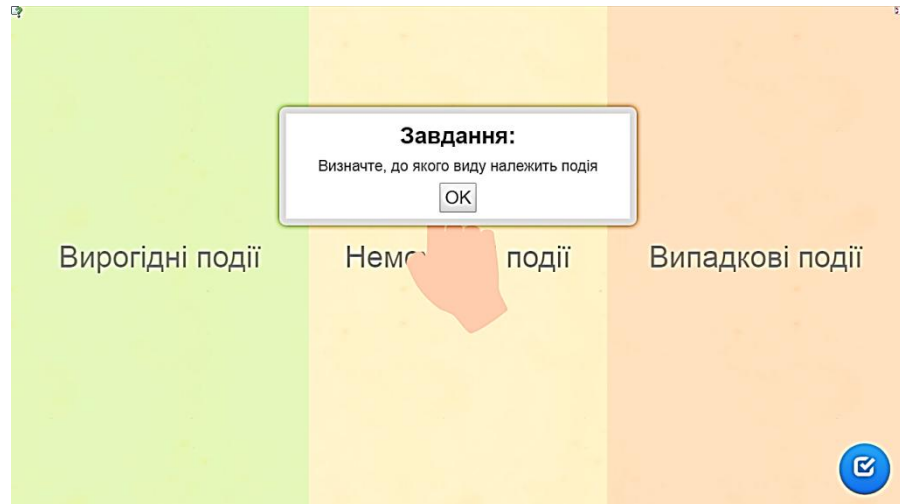 Завдання:
Визначте, до якого виду належить подія
OK
Вирогідні події
події
Випадкові події